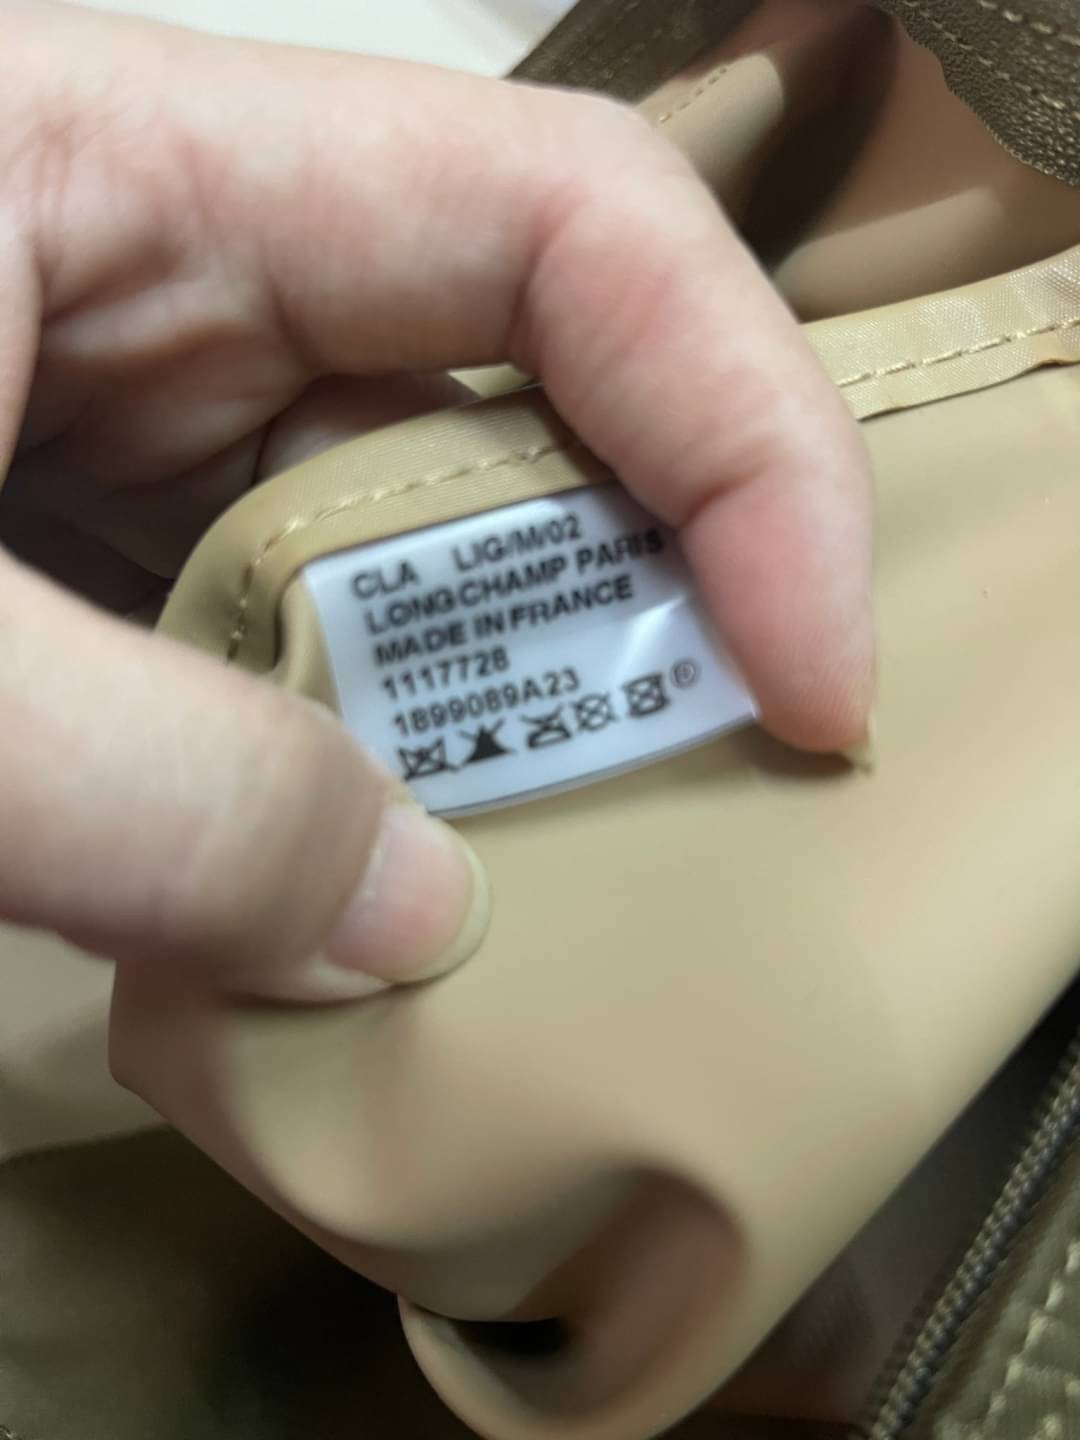 CLA LIG/M/02
LONGCHAMP PARIS
MADE IN FRANCE
1117728
1899089A23